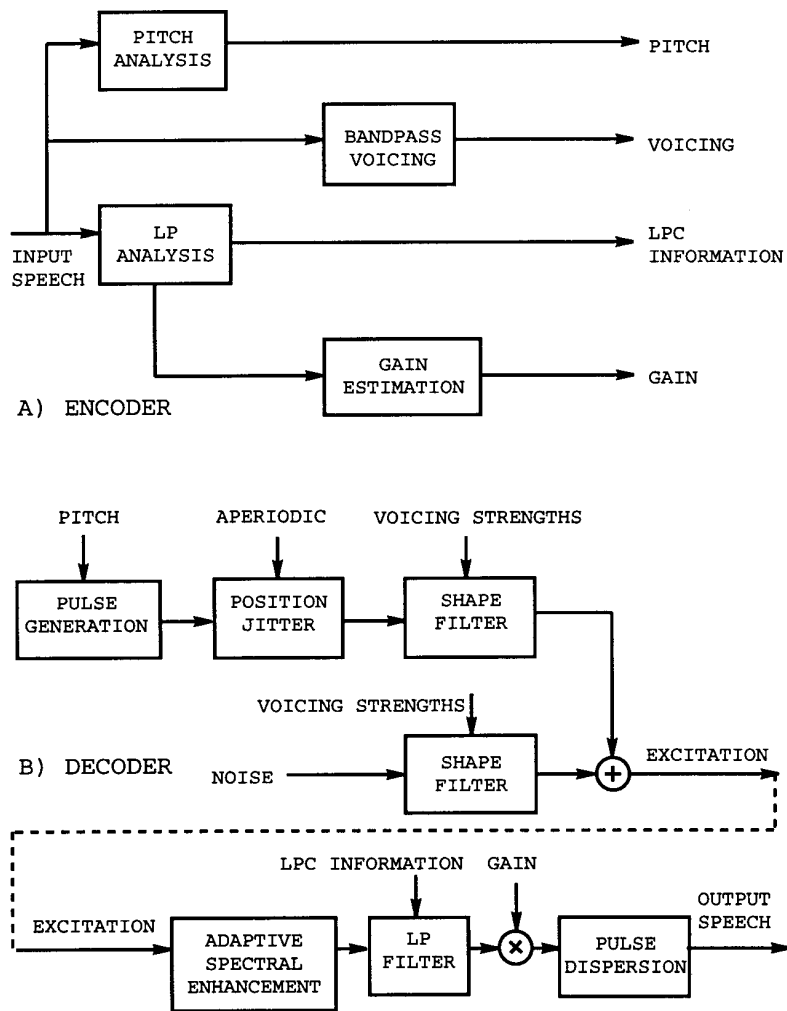 PITCH
ANALYSIS
PITCH
BANDPASS
VOICING
VOICING
INPUT
SPEECH
LP
ANALYSIS
LPC
INFORMATION
GAIN
ESTIMATION
GAIN
A) ENCODER
PITCH
APERIODIC
VOICING STRENGTHS
PULSE
GENERATION
POSITION
JITTER
SHAPE
FILTER
VOICING STRENGTHS
B) DECODER
NOISE
SHAPE
FILTER
+
EXCITATION
LPC INFORMATION
GAIN
EXCITATION
ADAPTIVE
SPECTRAL
ENHANCEMENT
LP
FILTER
×
PULSE
DISPERSION
OUTPUT
SPEECH